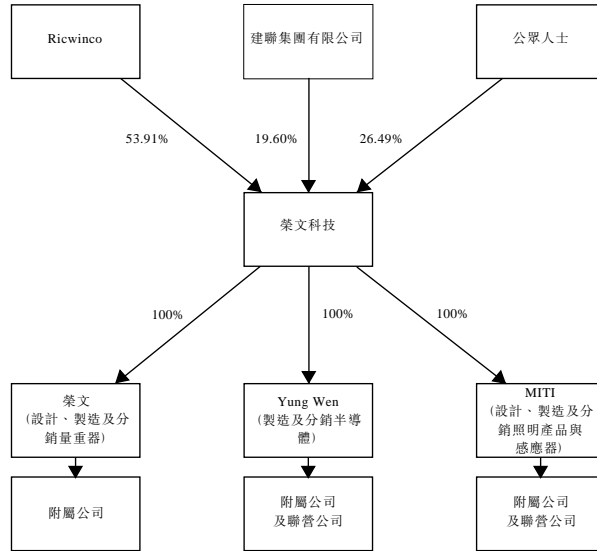 Ricwinco
建聯集團有限公司
公眾人士
53.91%
19.60%
26.49%
榮文科技
100%
100%
100%
榮文
(設計、製造及分
銷量重器)
Yung Wen
(製造及分銷半導
體)
MITI
(設計、製造及分
銷照明產品與
感應器)
附屬公司
附屬公司
及聯營公司
附屬公司
及聯營公司